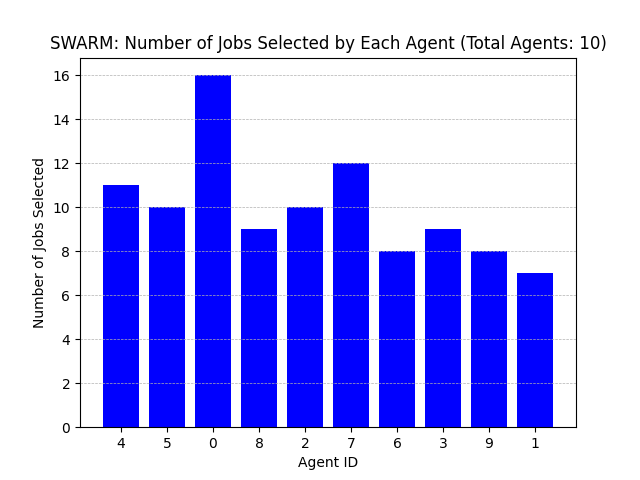 SWARM: Number of Jobs Selected by Each Agent (Total Agents: 10)
Number of Jobs Selected
16
14
12
10
8
6
4
2
0
4 5 0 8 2 7 6 3 9 1
Agent ID